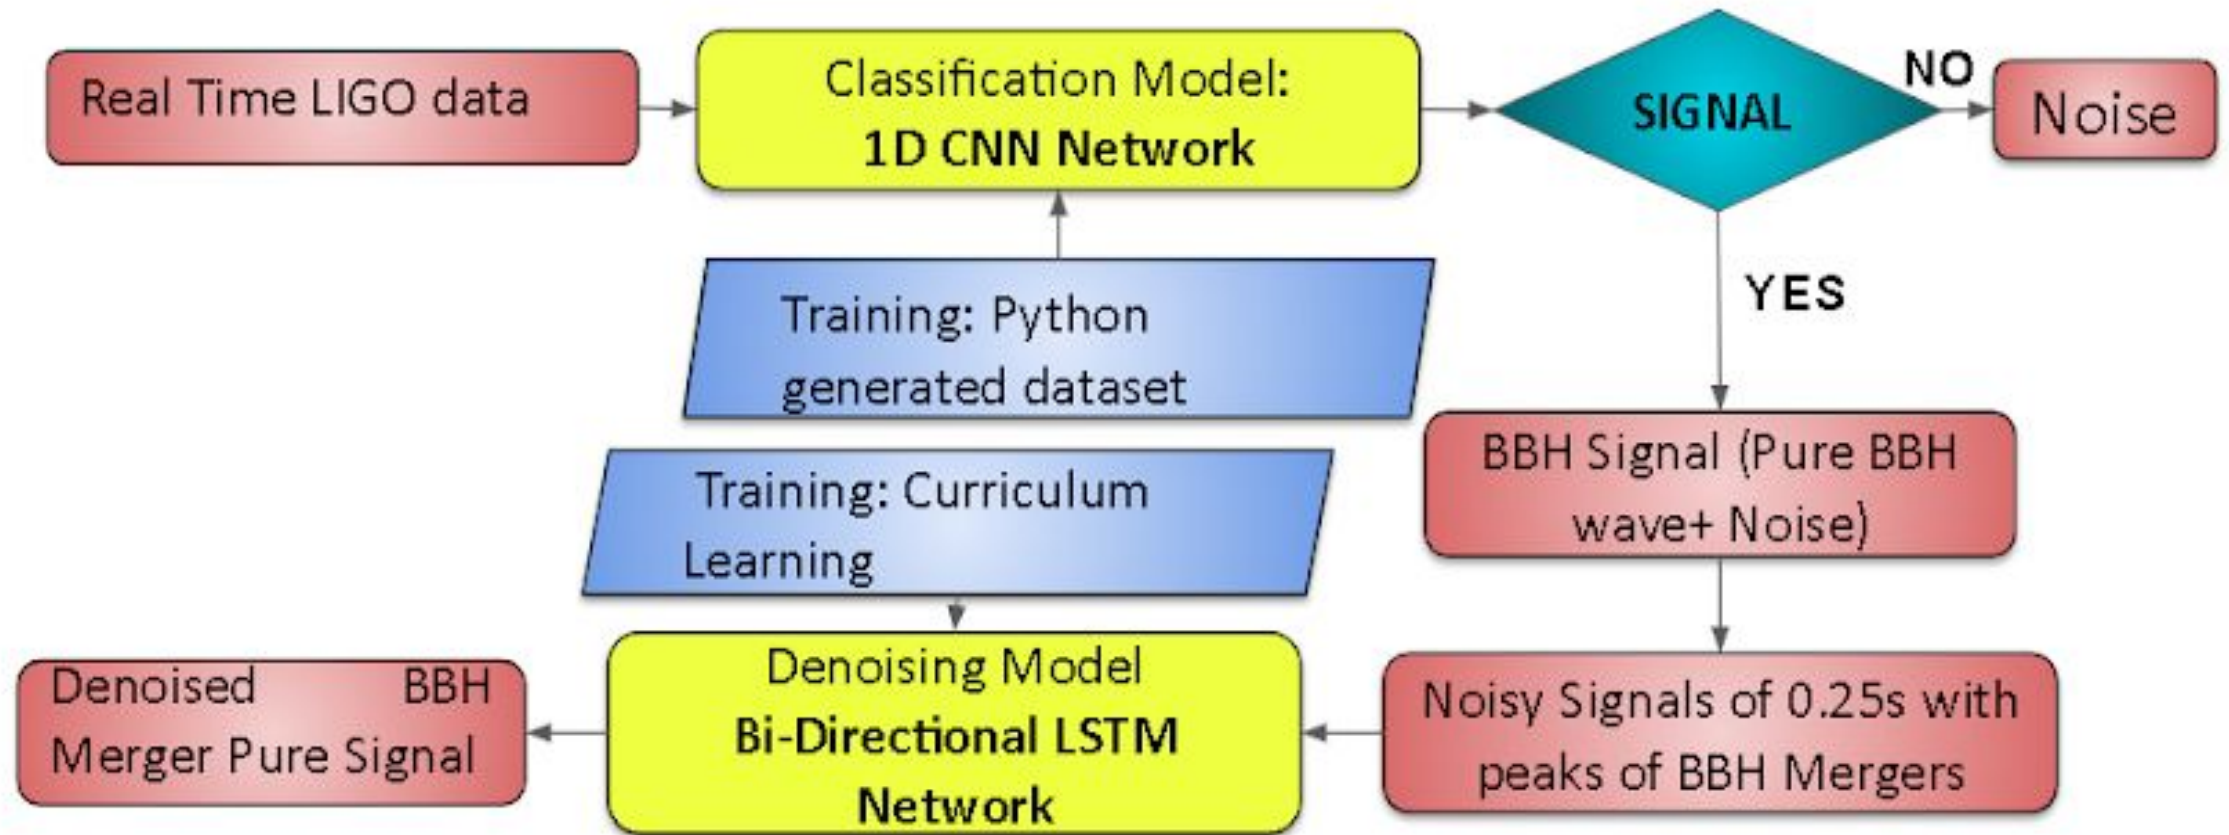 Real Time LIGO data
Classification Model:
1D CNN Network
SIGNAL
NO
Noise
Training: Python
generated dataset
YES
Training: Curriculum
Learning
BBH Signal (Pure BBH
wave+ Noise)
Denoised BBH
Merger Pure Signal
Denoising Model
Bi-Directional LSTM
Network
Noisy Signals of 0.25s with
peaks of BBH Mergers